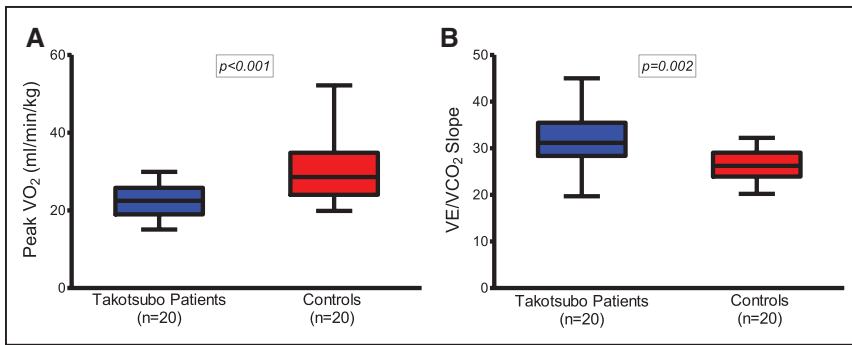 A
60
40
20
0
Peak VO₂ (ml/min/kg)
p<0.001
Takotsubo Patients
(n=20)
Controls
(n=20)
B
50
40
30
20
10
0
VE/VCO₂ Slope
p=0.002
Takotsubo Patients
(n=20)
Controls
(n=20)